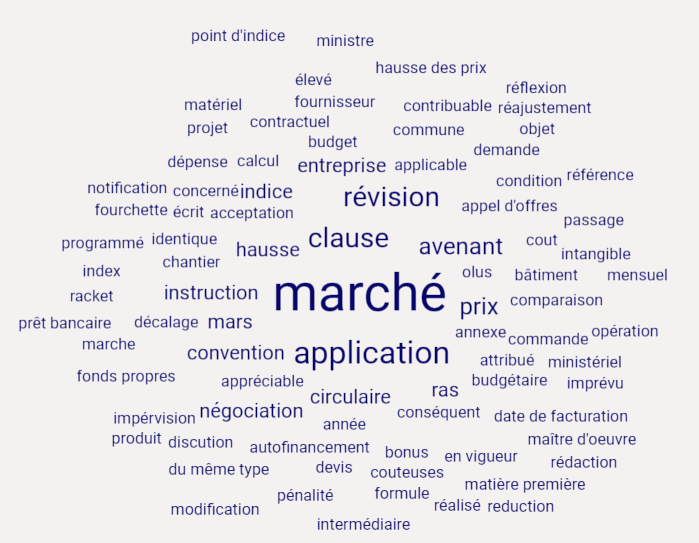 point d'indice
ministre
hausse des prix
élevé
réflexion
matériel
fournisseur
contribuable
réajustement
projet
contractuel
commune
objet
budget
demande
dépense
calcul
entreprise
applicable
condition
référence
notification
concerné
indice
révision
appel d'offres
fourchette
écrit
acceptation
passage
programmé
identique
hausse
clause
avenant
cout
intangible
index
chantier
olus
bâtiment
mensuel
racket
instruction
marché
prix
comparaison
prêt bancaire
décalage
mars
annexe
commande
opération
marche
convention
application
attribué
ministériel
fonds propres
appréciable
circulaire
ras
budgétaire
imprévu
impérvision
négociation
année
conséquent
date de facturation
produit
discution
autofinancement
bonus
en vigueur
maître d'oeuvre
du même type
devis
couteuses
rédaction
pénalité
formule
matière première
modification
réalisé
reduction
intermédiaire